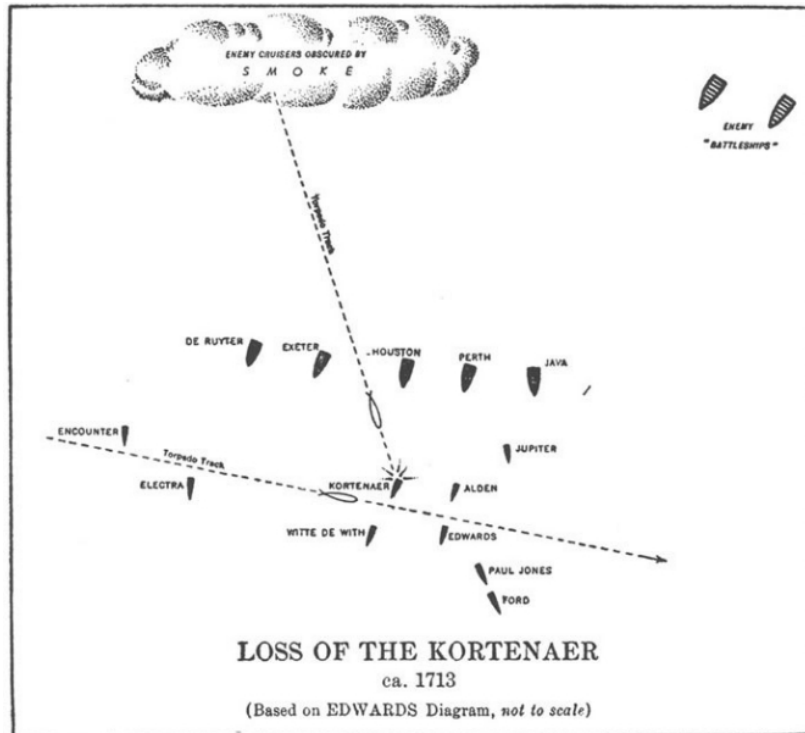 ENEMY CRUISERS OBSCURED BY
SMOKE
ENEMY
"BATTLESHIPS"
Torpedo Track
DE RUYTER
EXETER
HOUSTON
PERTH
JAVA
ENCOUNTER
JUPITER
Torpedo Track
ELECTRA
KORTENAER
ALDEN
WITTE DE WITH
EDWARDS
PAUL JONES
FORD
LOSS OF THE KORTENAER
ca. 1713
(Based on EDWARDS Diagram, not to scale)